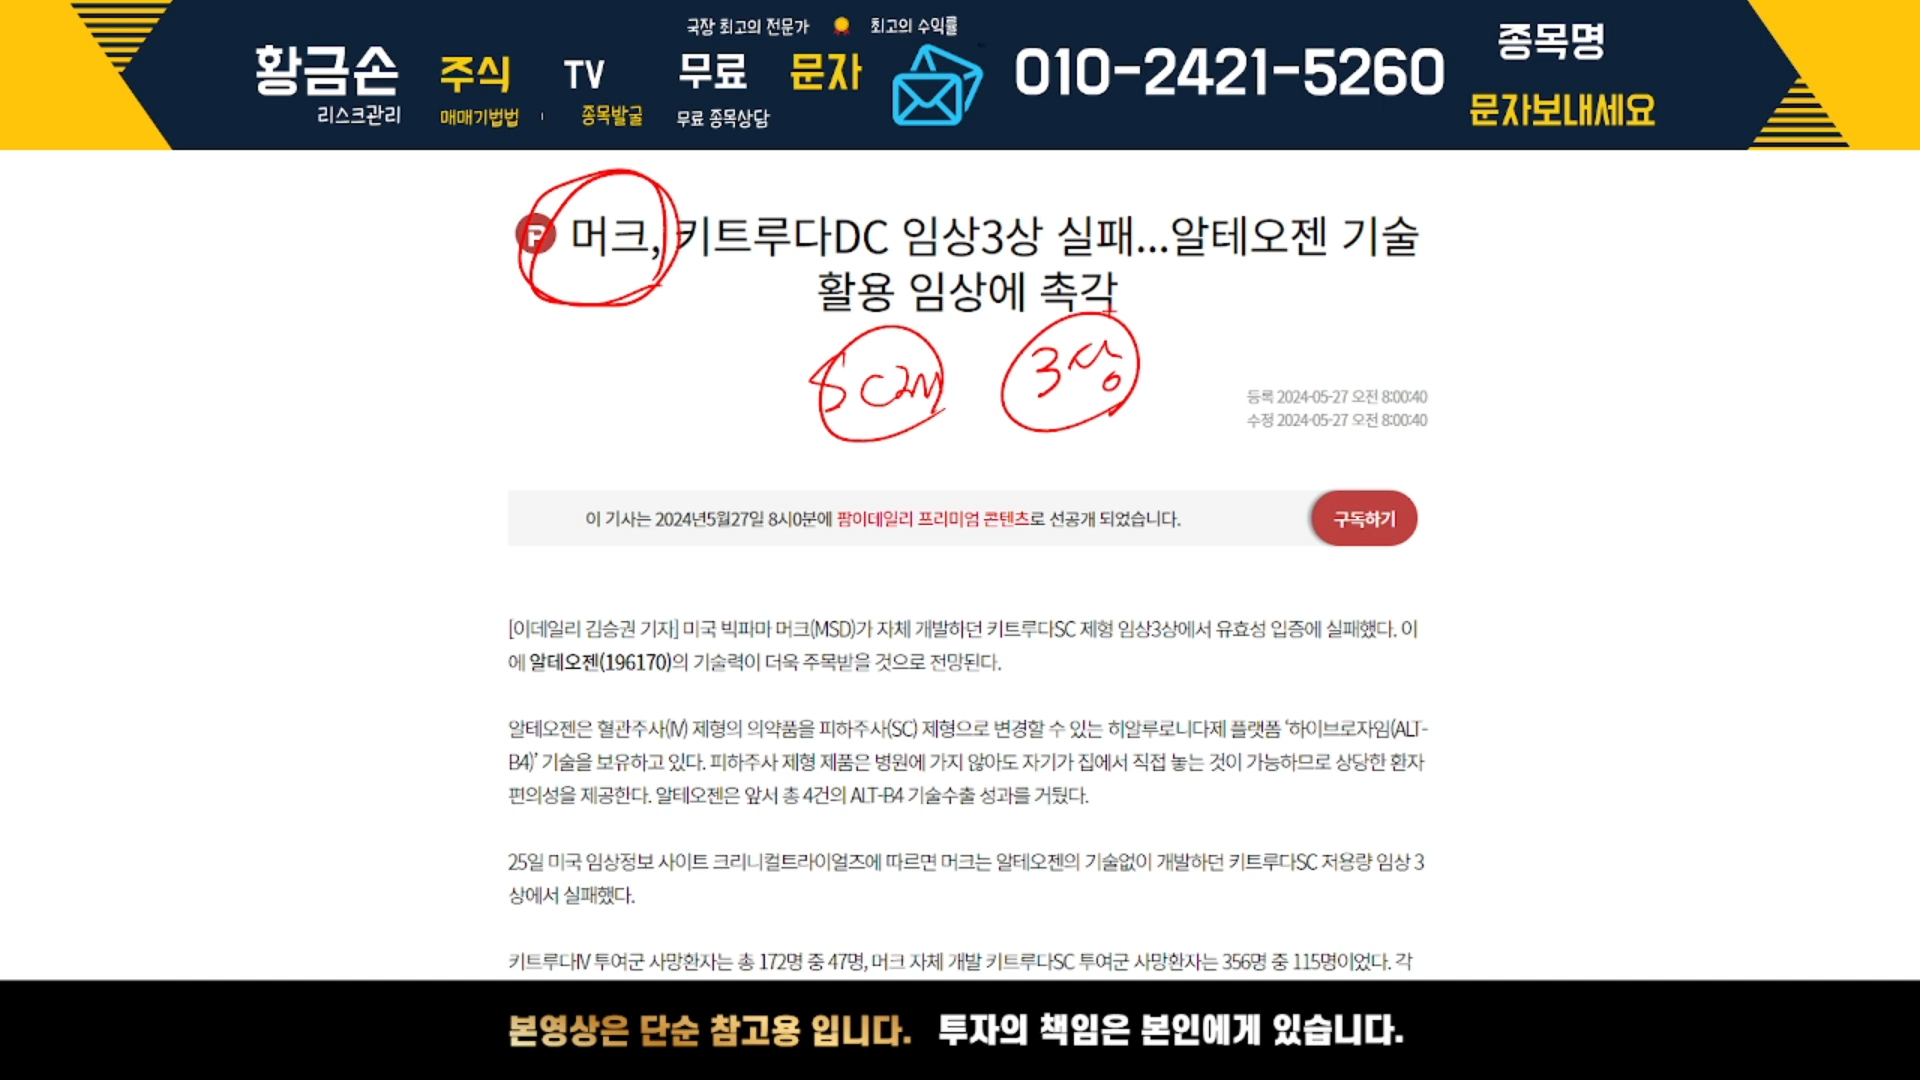 국장 최고의 전문가 최고의 수익률
황금손 주식 TV 무료 문자 010-2421-5260 종목명
리스크관리 매매기법법 종목발굴 무료 종목상담 문자보내세요
P 머크, 키트루다DC 임상3상 실패...알테오젠 기술
활용 임상에 촉각
3상
등록 2024-05-27 오전 8:00:40
수정 2024-05-27 오전 8:00:40
이 기사는 2024년5월27일 8시0분에 팜이데일리 프리미엄 콘텐츠로 선공개 되었습니다.
구독하기
[이데일리 김승권 기자] 미국 빅파마 머크(MSD)가 자체 개발하던 키트루다SC 제형 임상3상에서 유효성 입증에 실패했다. 이
에 알테오젠(196170)의 기술력이 더욱 주목받을 것으로 전망된다.
알테오젠은 혈관주사(IV) 제형의 의약품을 피하주사(SC) 제형으로 변경할 수 있는 히알루로니다제 플랫폼 ‘하이브로자임(ALT-
B4)’ 기술을 보유하고 있다. 피하주사 제형 제품은 병원에 가지 않아도 자기가 집에서 직접 놓는 것이 가능하므로 상당한 환자
편의성을 제공한다. 알테오젠은 앞서 총 4건의 ALT-B4 기술수출 성과를 거뒀다.
25일 미국 임상정보 사이트 크리니컬트라이얼즈에 따르면 머크는 알테오젠의 기술없이 개발하던 키트루다SC 저용량 임상 3
상에서 실패했다.
키트루다IV 투여군 사망환자는 총 172명 중 47명, 머크 자체 개발 키트루다SC 투여군 사망환자는 356명 중 115명이었다. 각
본영상은 단순 참고용 입니다. 투자의 책임은 본인에게 있습니다.